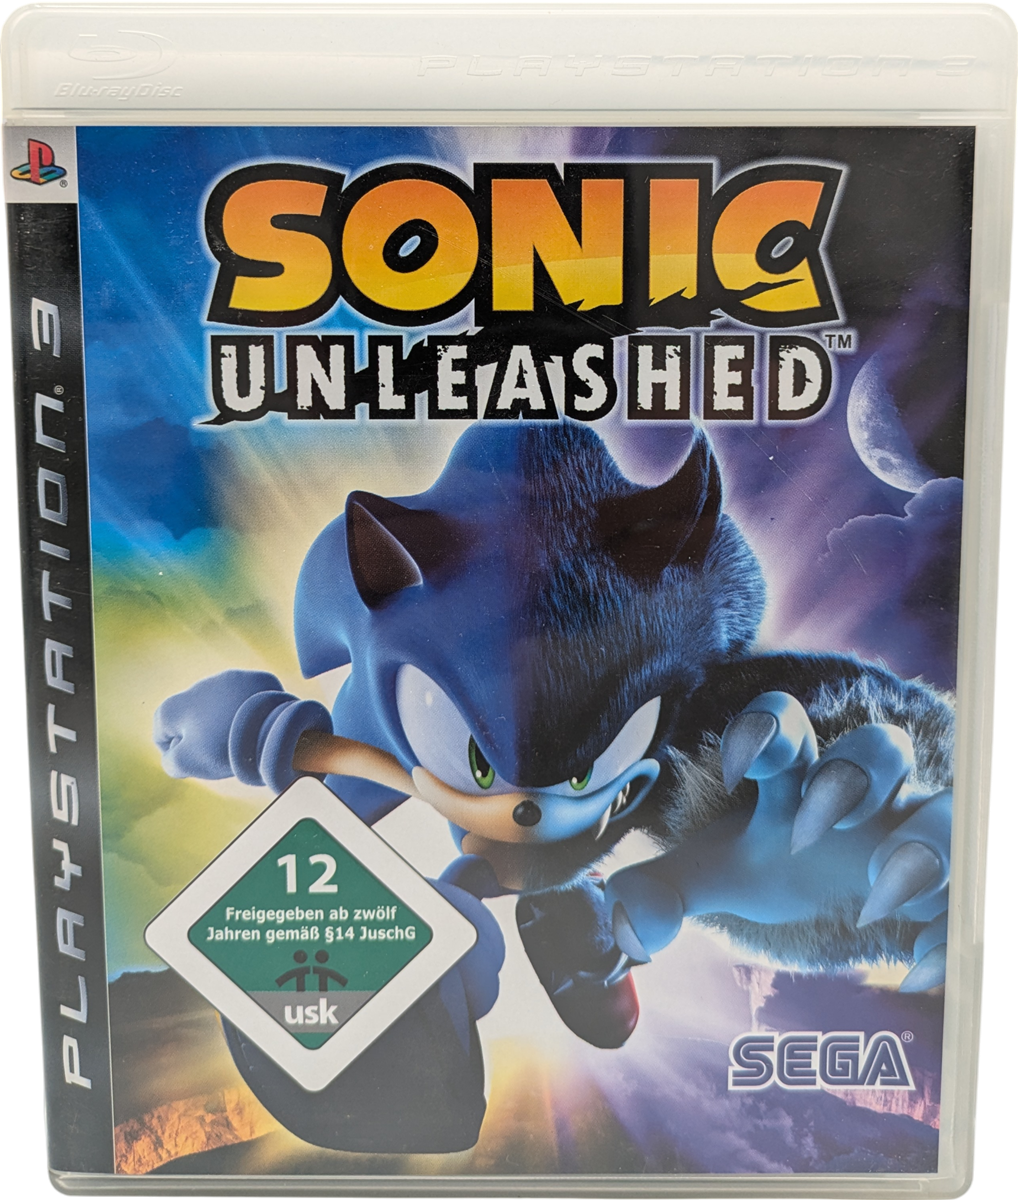 Blu-ray Disc
PLAYSTATION 3
PLAYSTATION®3
SONIC
UNLEASHED™
12
Freigegeben ab zwölf
Jahren gemäß §14 JuschG
usk
SEGA®